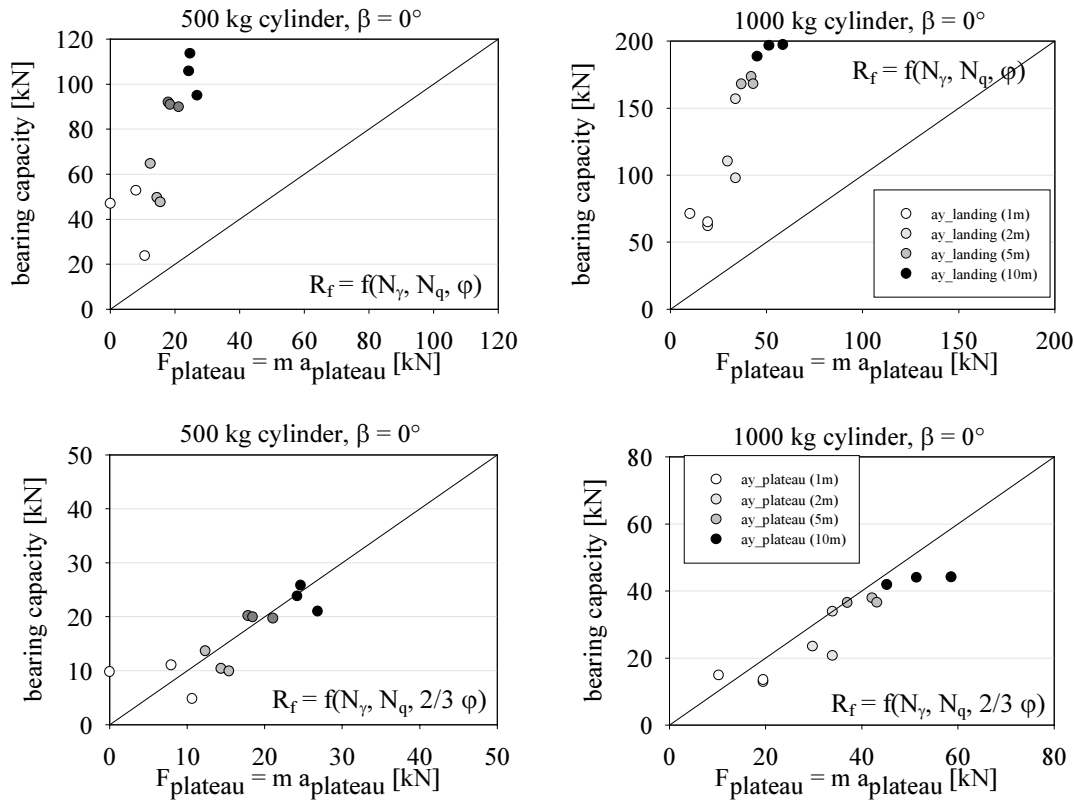 500 kg cylinder, β = 0°
bearing capacity [kN]
120
100
80
60
40
20
0
R_f = f(N_γ, N_q, φ)
0 20 40 60 80 100 120
F_plateau = m a_plateau [kN]
1000 kg cylinder, β = 0°
bearing capacity [kN]
200
150
100
50
0
R_f = f(N_γ, N_q, φ)
ay_landing (1m)
ay_landing (2m)
ay_landing (5m)
ay_landing (10m)
0 50 100 150 200
F_plateau = m a_plateau [kN]
500 kg cylinder, β = 0°
bearing capacity [kN]
50
40
30
20
10
0
R_f = f(N_γ, N_q, 2/3 φ)
0 10 20 30 40 50
F_plateau = m a_plateau [kN]
1000 kg cylinder, β = 0°
bearing capacity [kN]
80
60
40
20
0
ay_plateau (1m)
ay_plateau (2m)
ay_plateau (5m)
ay_plateau (10m)
R_f = f(N_γ, N_q, 2/3 φ)
0 20 40 60 80
F_plateau = m a_plateau [kN]